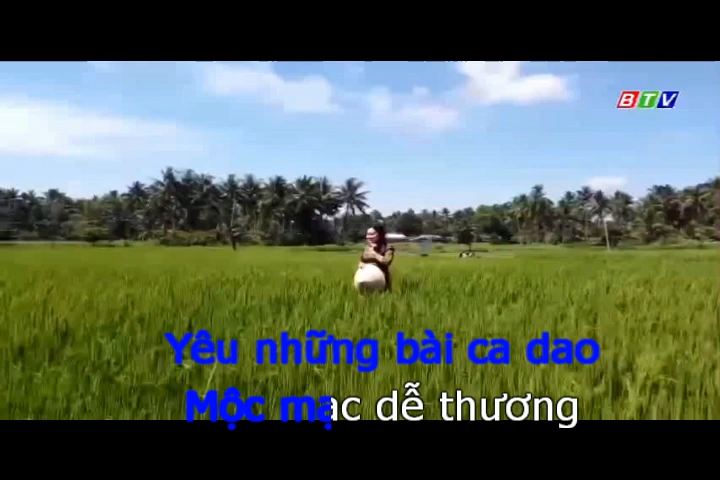 BTV
Yêu những bài ca dao
Mộc mạc dễ thương